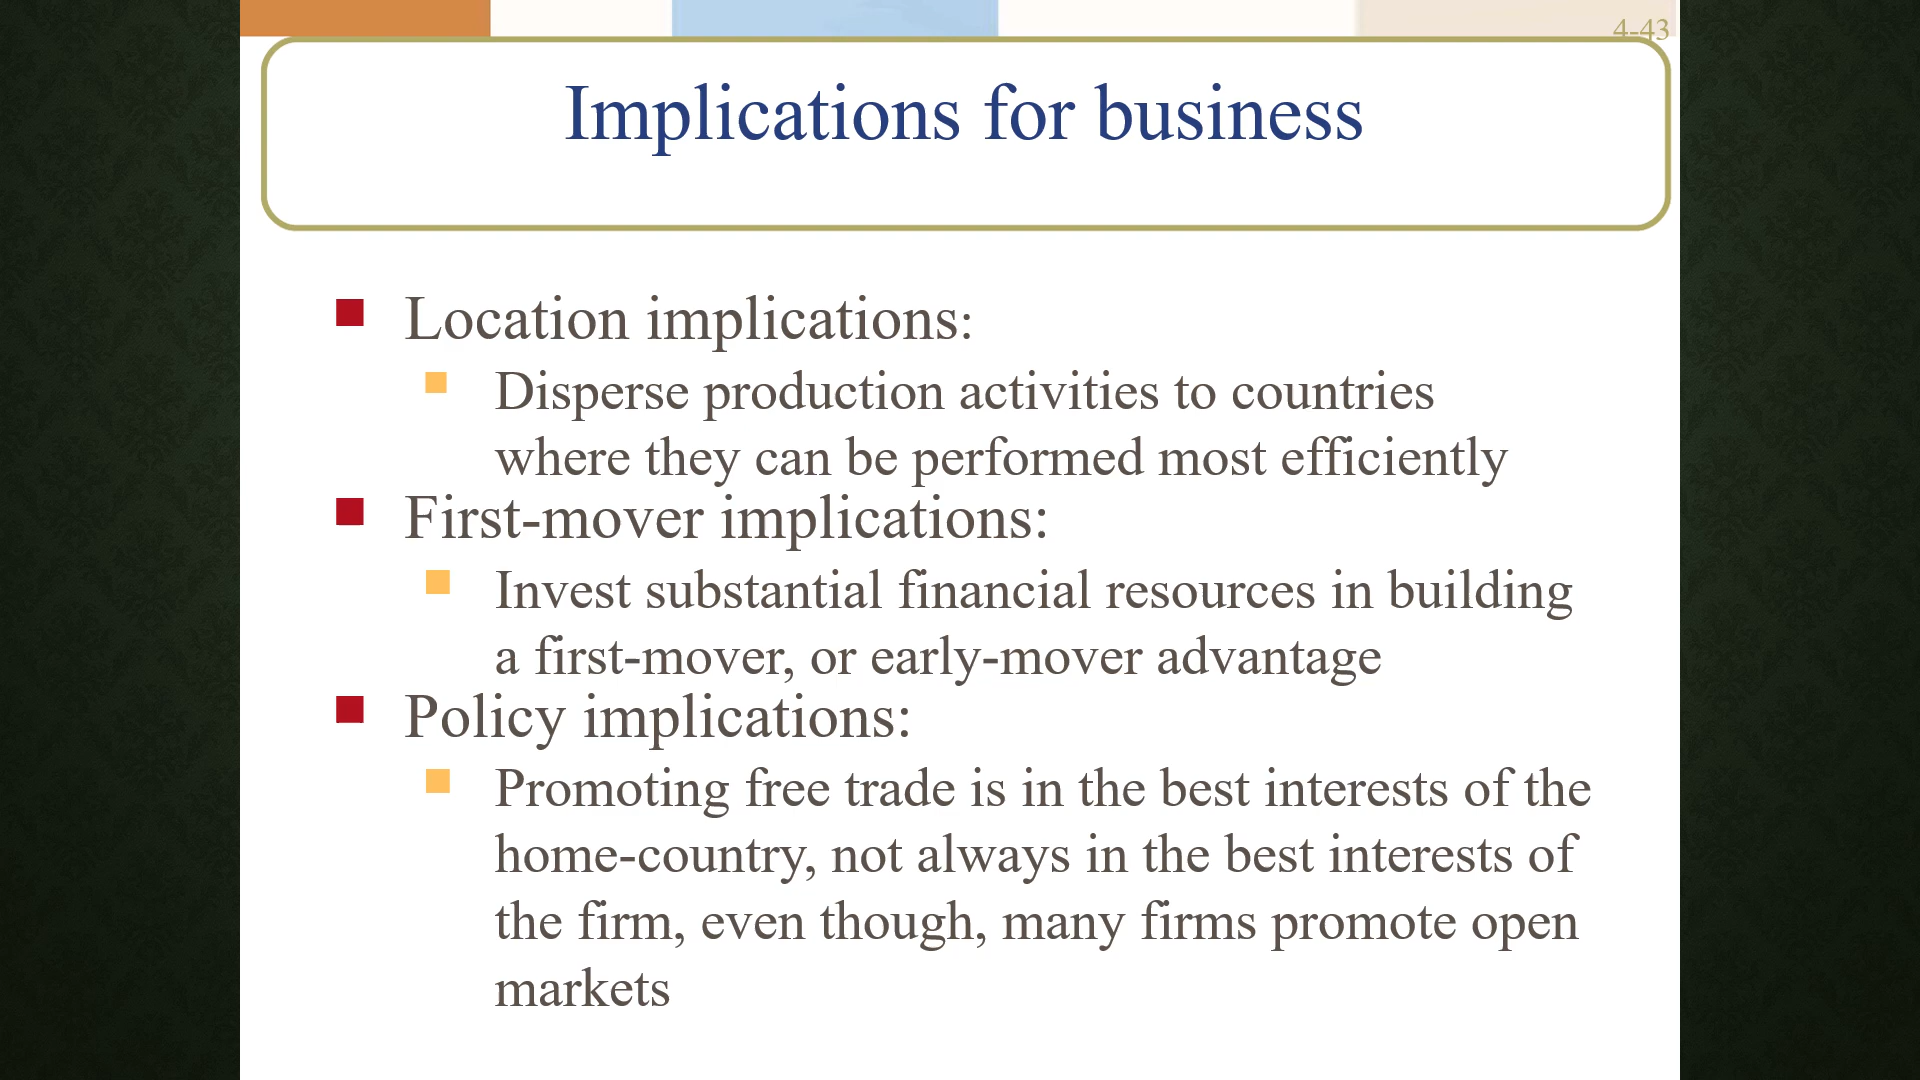 4-43
Implications for business
Location implications:
Disperse production activities to countries
where they can be performed most efficiently
First-mover implications:
Invest substantial financial resources in building
a first-mover, or early-mover advantage
Policy implications:
Promoting free trade is in the best interests of the
home-country, not always in the best interests of
the firm, even though, many firms promote open
markets